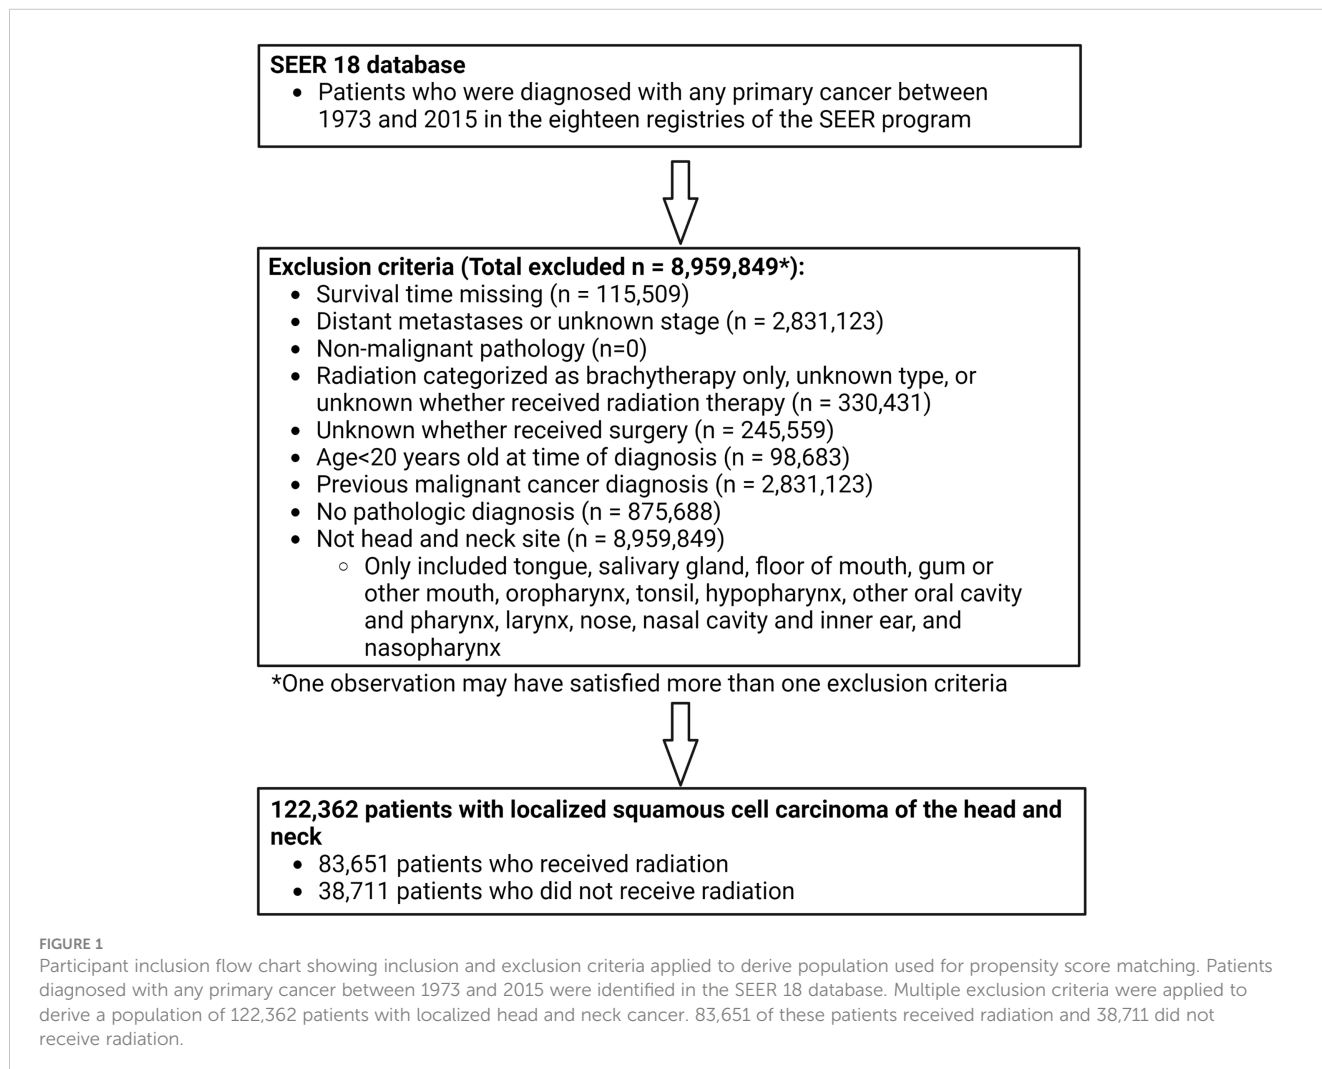 SEER 18 database
• Patients who were diagnosed with any primary cancer between
1973 and 2015 in the eighteen registries of the SEER program
Exclusion criteria (Total excluded n = 8,959,849*):
• Survival time missing (n = 115,509)
• Distant metastases or unknown stage (n = 2,831,123)
• Non-malignant pathology (n=0)
• Radiation categorized as brachytherapy only, unknown type, or
unknown whether received radiation therapy (n = 330,431)
• Unknown whether received surgery (n = 245,559)
• Age<20 years old at time of diagnosis (n = 98,683)
• Previous malignant cancer diagnosis (n = 2,831,123)
• No pathologic diagnosis (n = 875,688)
• Not head and neck site (n = 8,959,849)
○ Only included tongue, salivary gland, floor of mouth, gum or
other mouth, oropharynx, tonsil, hypopharynx, other oral cavity
and pharynx, larynx, nose, nasal cavity and inner ear, and
nasopharynx
*One observation may have satisfied more than one exclusion criteria
122,362 patients with localized squamous cell carcinoma of the head and
neck
• 83,651 patients who received radiation
• 38,711 patients who did not receive radiation
FIGURE 1
Participant inclusion flow chart showing inclusion and exclusion criteria applied to derive population used for propensity score matching. Patients
diagnosed with any primary cancer between 1973 and 2015 were identified in the SEER 18 database. Multiple exclusion criteria were applied to
derive a population of 122,362 patients with localized head and neck cancer. 83,651 of these patients received radiation and 38,711 did not
receive radiation.